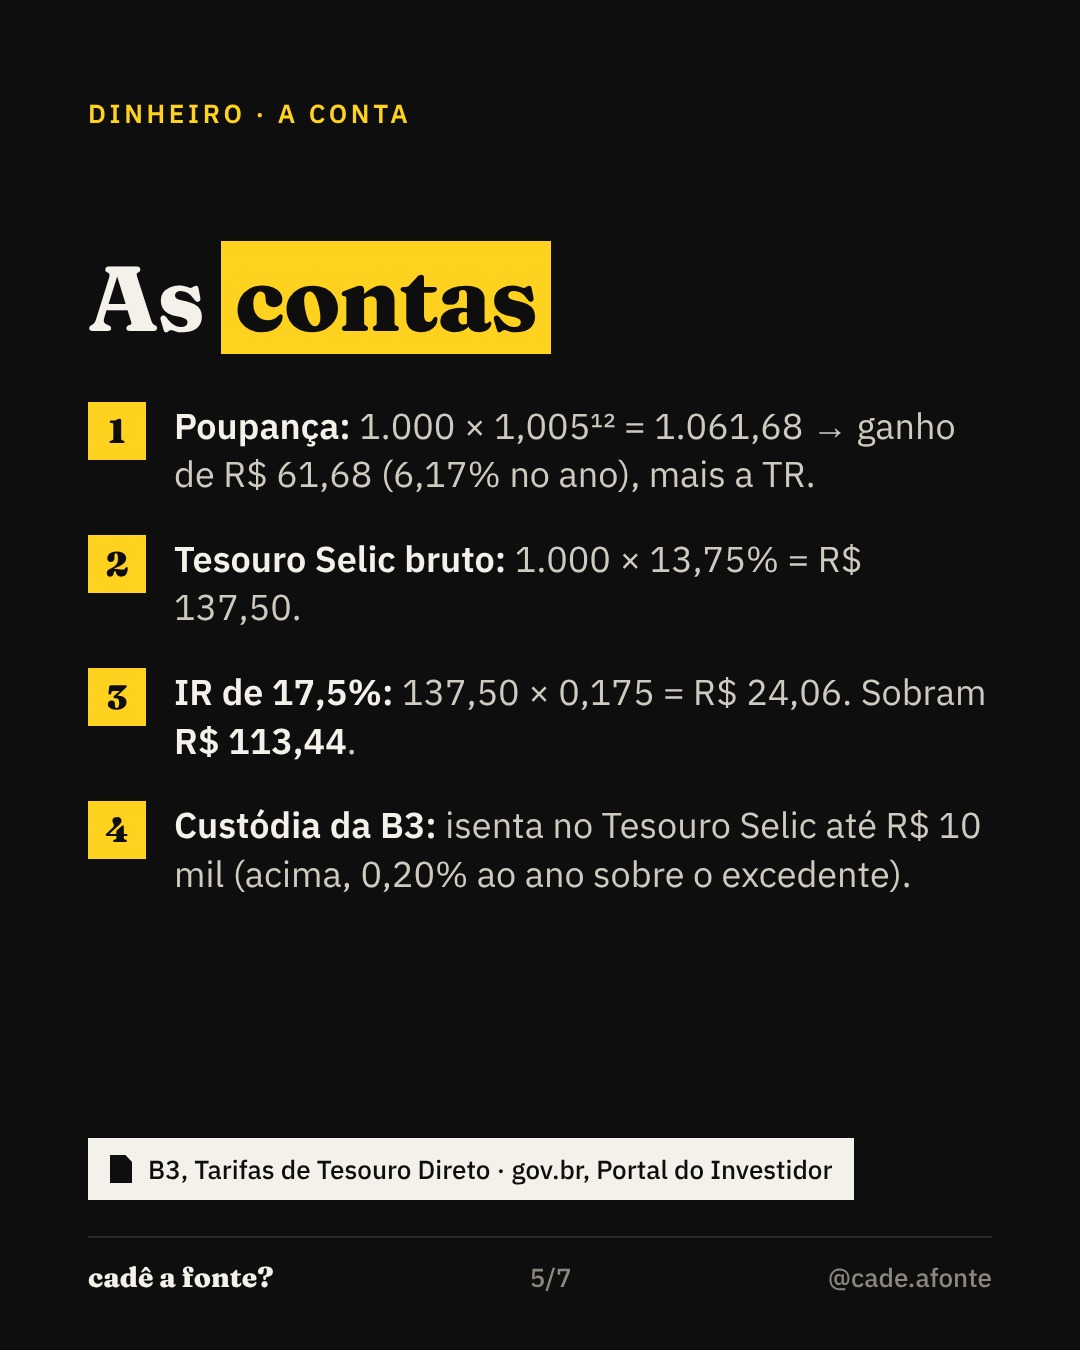 DINHEIRO · A CONTA
As contas
1
Poupança: 1.000 × 1,005¹² = 1.061,68 → ganho
de R$ 61,68 (6,17% no ano), mais a TR.
2
Tesouro Selic bruto: 1.000 × 13,75% = R$
137,50.
3
IR de 17,5%: 137,50 × 0,175 = R$ 24,06. Sobram
R$ 113,44.
4
Custódia da B3: isenta no Tesouro Selic até R$ 10
mil (acima, 0,20% ao ano sobre o excedente).
B3, Tarifas de Tesouro Direto · gov.br, Portal do Investidor
cadê a fonte?
5/7
@cade.afonte